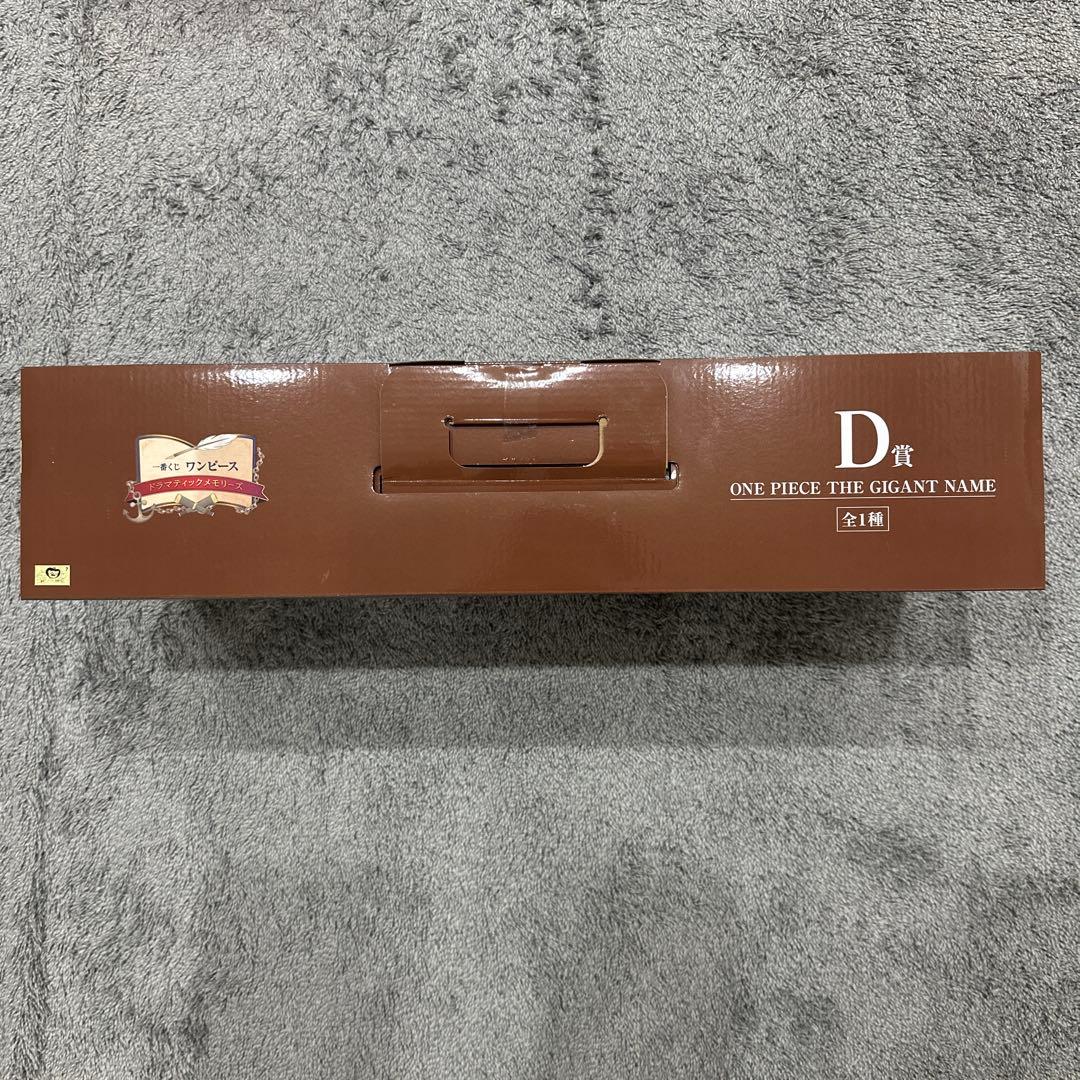 一番くじ ワンピース
ドラマティックメモリーズ
D賞
ONE PIECE THE GIGANT NAME
全1種